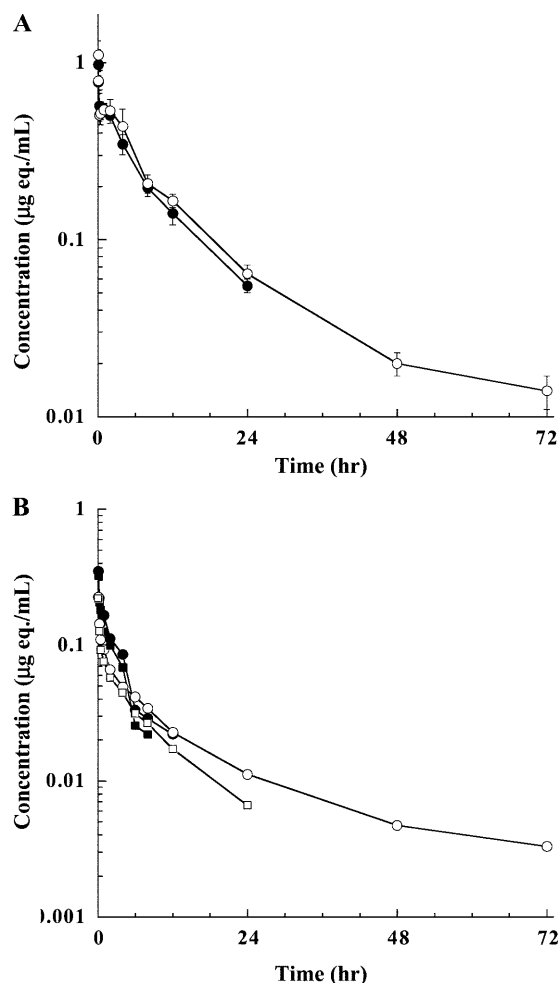 A
Concentration (µg eq./mL)
1
0.1
0.01
0
24
48
72
Time (hr)
B
Concentration (µg eq./mL)
1
0.1
0.01
).001
0
24
48
72
Time (hr)